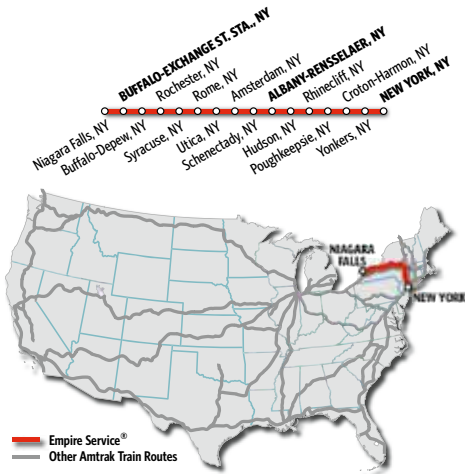 Niagara Falls, NY
BUFFALO-EXCHANGE ST. STA., NY
Buffalo-Depew, NY
Rochester, NY
Syracuse, NY
Rome, NY
Utica, NY
Amsterdam, NY
Schenectady, NY
ALBANY-RENSSELAER, NY
Hudson, NY
Rhinecliff, NY
Poughkeepsie, NY
Croton-Harmon, NY
Yonkers, NY
NEW YORK, NY
NIAGARA
FALLS
NEW YORK
Empire Service®
Other Amtrak Train Routes